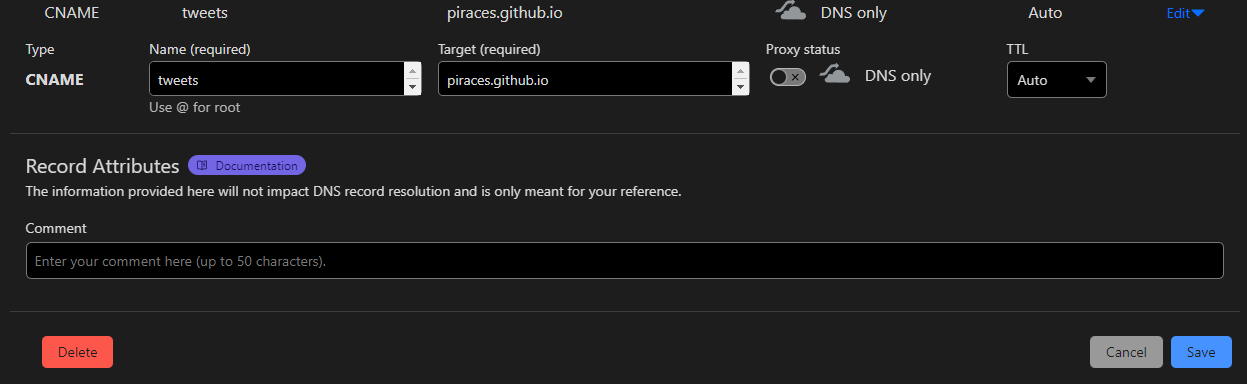 CNAME tweets piraces.github.io DNS only Auto Edit
Type Name (required) Target (required) Proxy status TTL
CNAME tweets piraces.github.io DNS only Auto
Use @ for root
Record Attributes Documentation
The information provided here will not impact DNS record resolution and is only meant for your reference.
Comment
Enter your comment here (up to 50 characters).
Delete Cancel Save